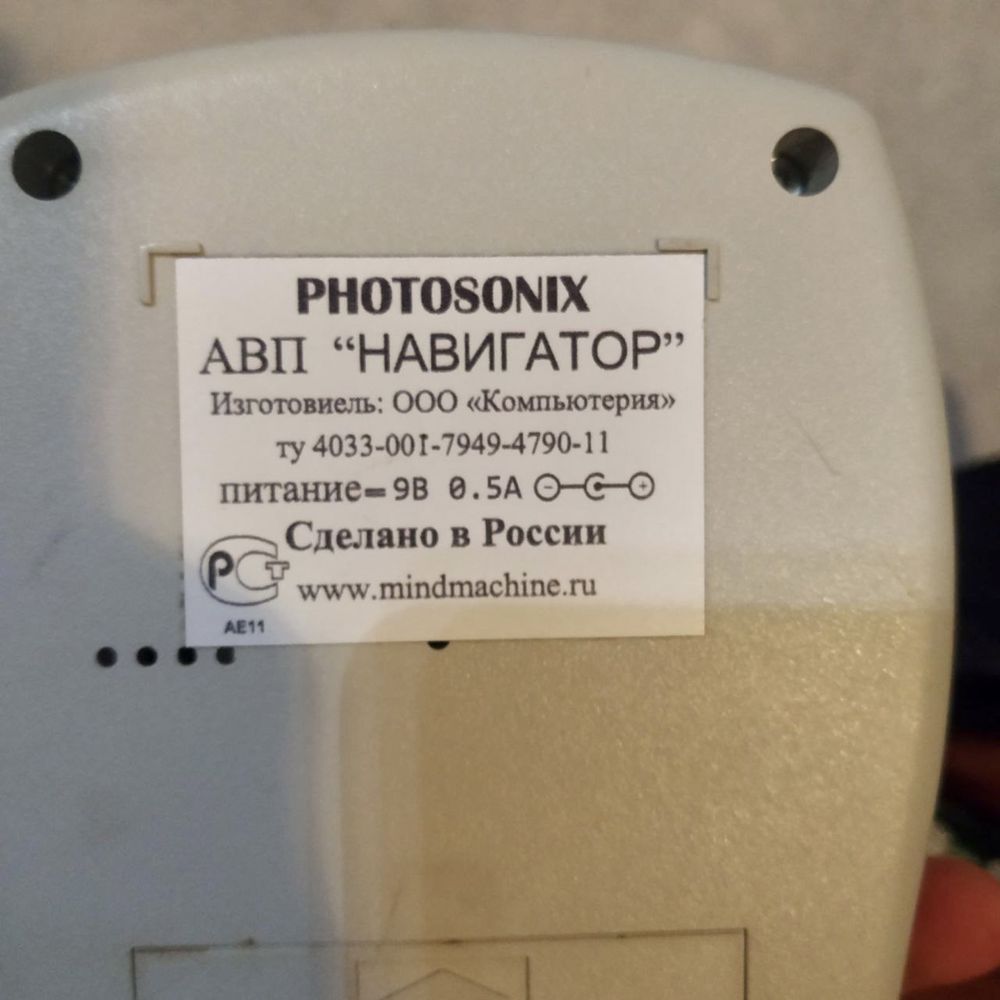 PHOTOSONIX
АВП “НАВИГАТОР”
Изготовиель: ООО «Компьютерия»
ту 4033-001-7949-4790-11
питание= 9В 0.5А
Сделано в России
РСТ www.mindmachine.ru
АЕ11